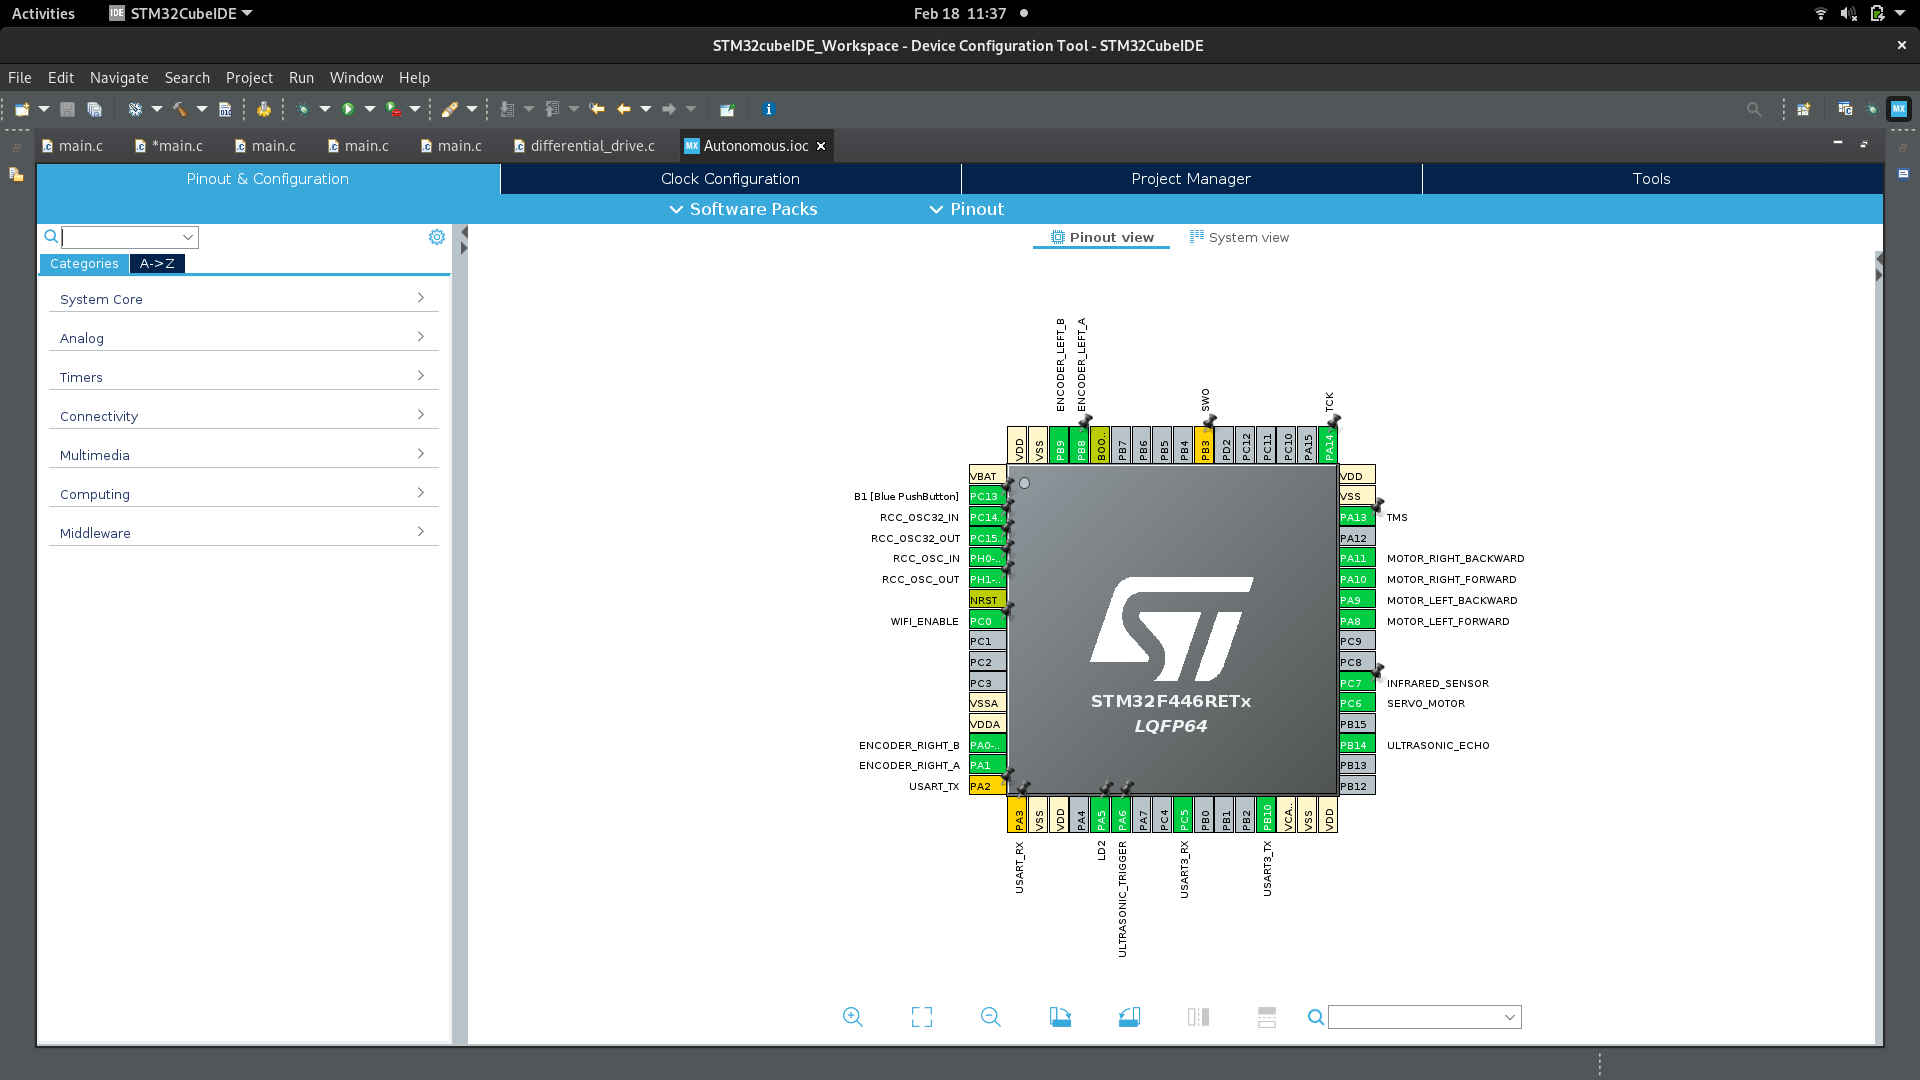 Activities
IDE STM32CubeIDE
Feb 18 11:37
STM32cubeIDE_Workspace - Device Configuration Tool - STM32CubeIDE
File Edit Navigate Search Project Run Window Help
MX
main.c *main.c main.c main.c main.c differential_drive.c MX Autonomous.ioc
Pinout & Configuration Clock Configuration Project Manager Tools
Software Packs Pinout
Pinout view System view
Categories A->Z
System Core
Analog
Timers
Connectivity
Multimedia
Computing
Middleware
ENCODER_LEFT_B
ENCODER_LEFT_A
SWO
TCK
VDD VSS PB9 PB8 BOO.. PB7 PB6 PB5 PB4 PB3 PD2 PC12 PC11 PC10 PA15 PA14
VBAT
B1 [Blue PushButton] PC13
RCC_OSC32_IN PC14..
RCC_OSC32_OUT PC15..
RCC_OSC_IN PH0-..
RCC_OSC_OUT PH1-..
NRST
WIFI_ENABLE PC0
PC1
PC2
PC3
VSSA
VDDA
ENCODER_RIGHT_B PA0-..
ENCODER_RIGHT_A PA1
USART_TX PA2
ST
STM32F446RETx
LQFP64
VDD
VSS
PA13 TMS
PA12
PA11 MOTOR_RIGHT_BACKWARD
PA10 MOTOR_RIGHT_FORWARD
PA9 MOTOR_LEFT_BACKWARD
PA8 MOTOR_LEFT_FORWARD
PC9
PC8
PC7 INFRARED_SENSOR
PC6 SERVO_MOTOR
PB15
PB14 ULTRASONIC_ECHO
PB13
PB12
PA3 VSS VDD PA4 PA5 PA6 PA7 PC4 PC5 PB0 PB1 PB2 PB10 VCA.. VSS VDD
USART_RX
LD2
ULTRASONIC_TRIGGER
USART3_RX
USART3_TX